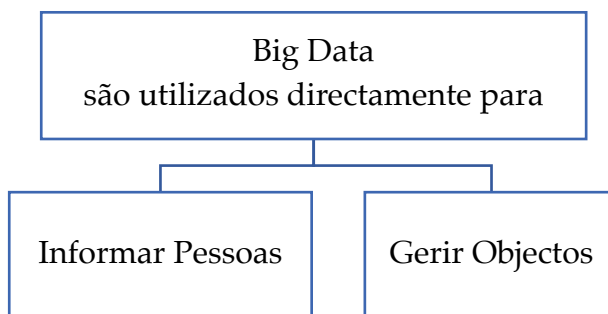 Big Data
são utilizados directamente para
Informar Pessoas
Gerir Objectos